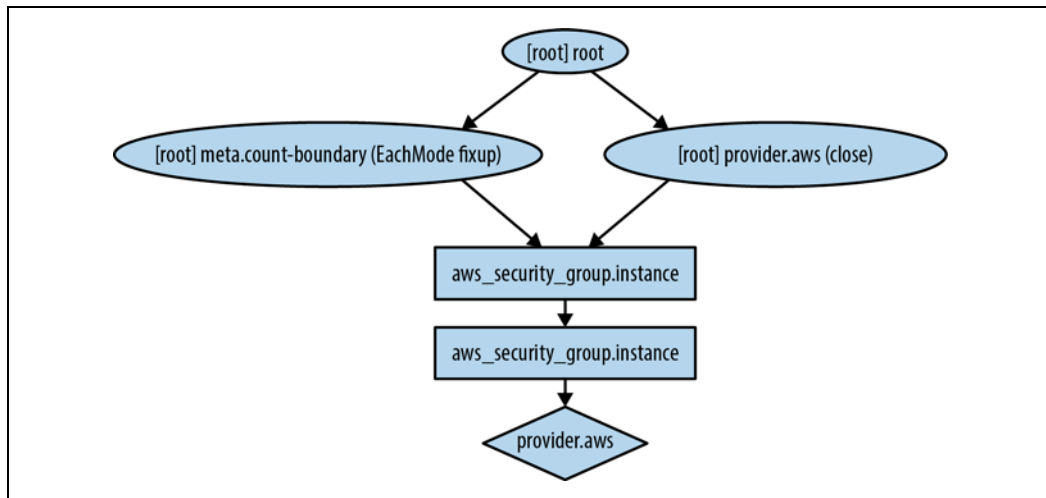 [root] root
[root] meta.count-boundary (EachMode fixup)
[root] provider.aws (close)
aws_security_group.instance
aws_security_group.instance
provider.aws